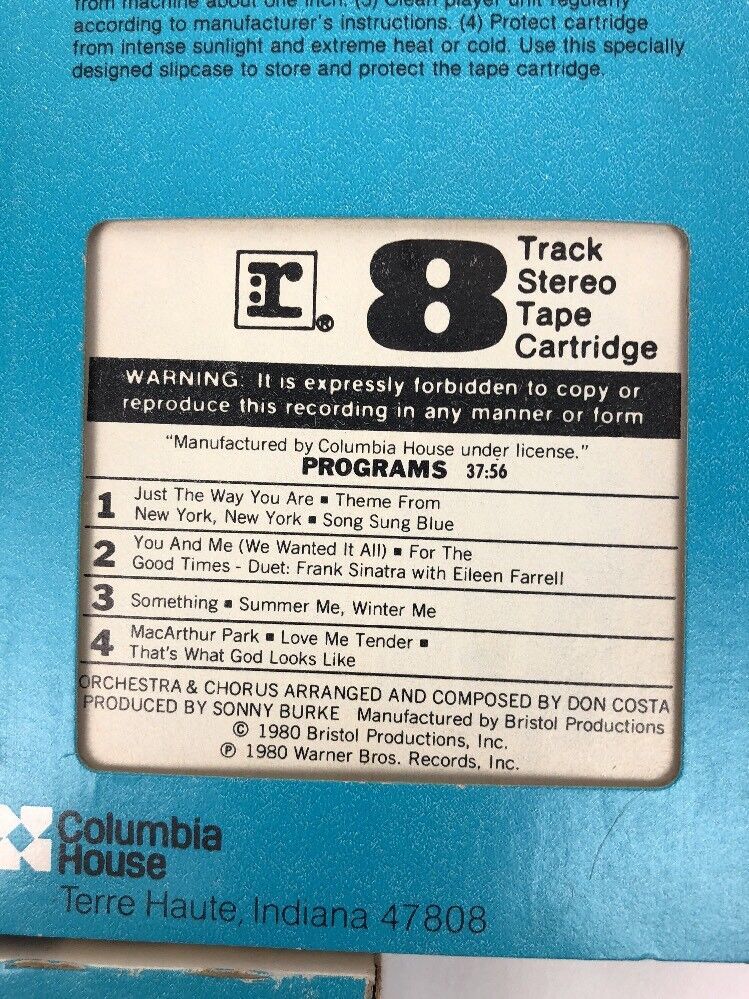 from machine about one inch. (3) Clean player unit regularly
according to manufacturer's instructions. (4) Protect cartridge
from intense sunlight and extreme heat or cold. Use this specially
designed slipcase to store and protect the tape cartridge.
:r ®
8 Track
Stereo
Tape
Cartridge
WARNING: It is expressly forbidden to copy or
reproduce this recording in any manner or form
"Manufactured by Columbia House under license."
PROGRAMS 37:56
1 Just The Way You Are ▪ Theme From
New York, New York ▪ Song Sung Blue
2 You And Me (We Wanted It All) ▪ For The
Good Times - Duet: Frank Sinatra with Eileen Farrell
3 Something ▪ Summer Me, Winter Me
4 MacArthur Park ▪ Love Me Tender ▪
That's What God Looks Like
ORCHESTRA & CHORUS ARRANGED AND COMPOSED BY DON COSTA
PRODUCED BY SONNY BURKE Manufactured by Bristol Productions
© 1980 Bristol Productions, Inc.
℗ 1980 Warner Bros. Records, Inc.
Columbia
House
Terre Haute, Indiana 47808